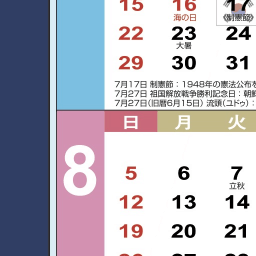 15 16 17
海の日 《制憲節》
22 23 24
大暑
29 30 31
7月17日 制憲節：1948年の憲法公布を
7月27日 祖国解放戦争勝利記念日：朝
7月27日(旧暦6月15日) 流頭（ユドゥ）：
日 月 火
8
5 6 7
立秋
12 13 14
19 20 21